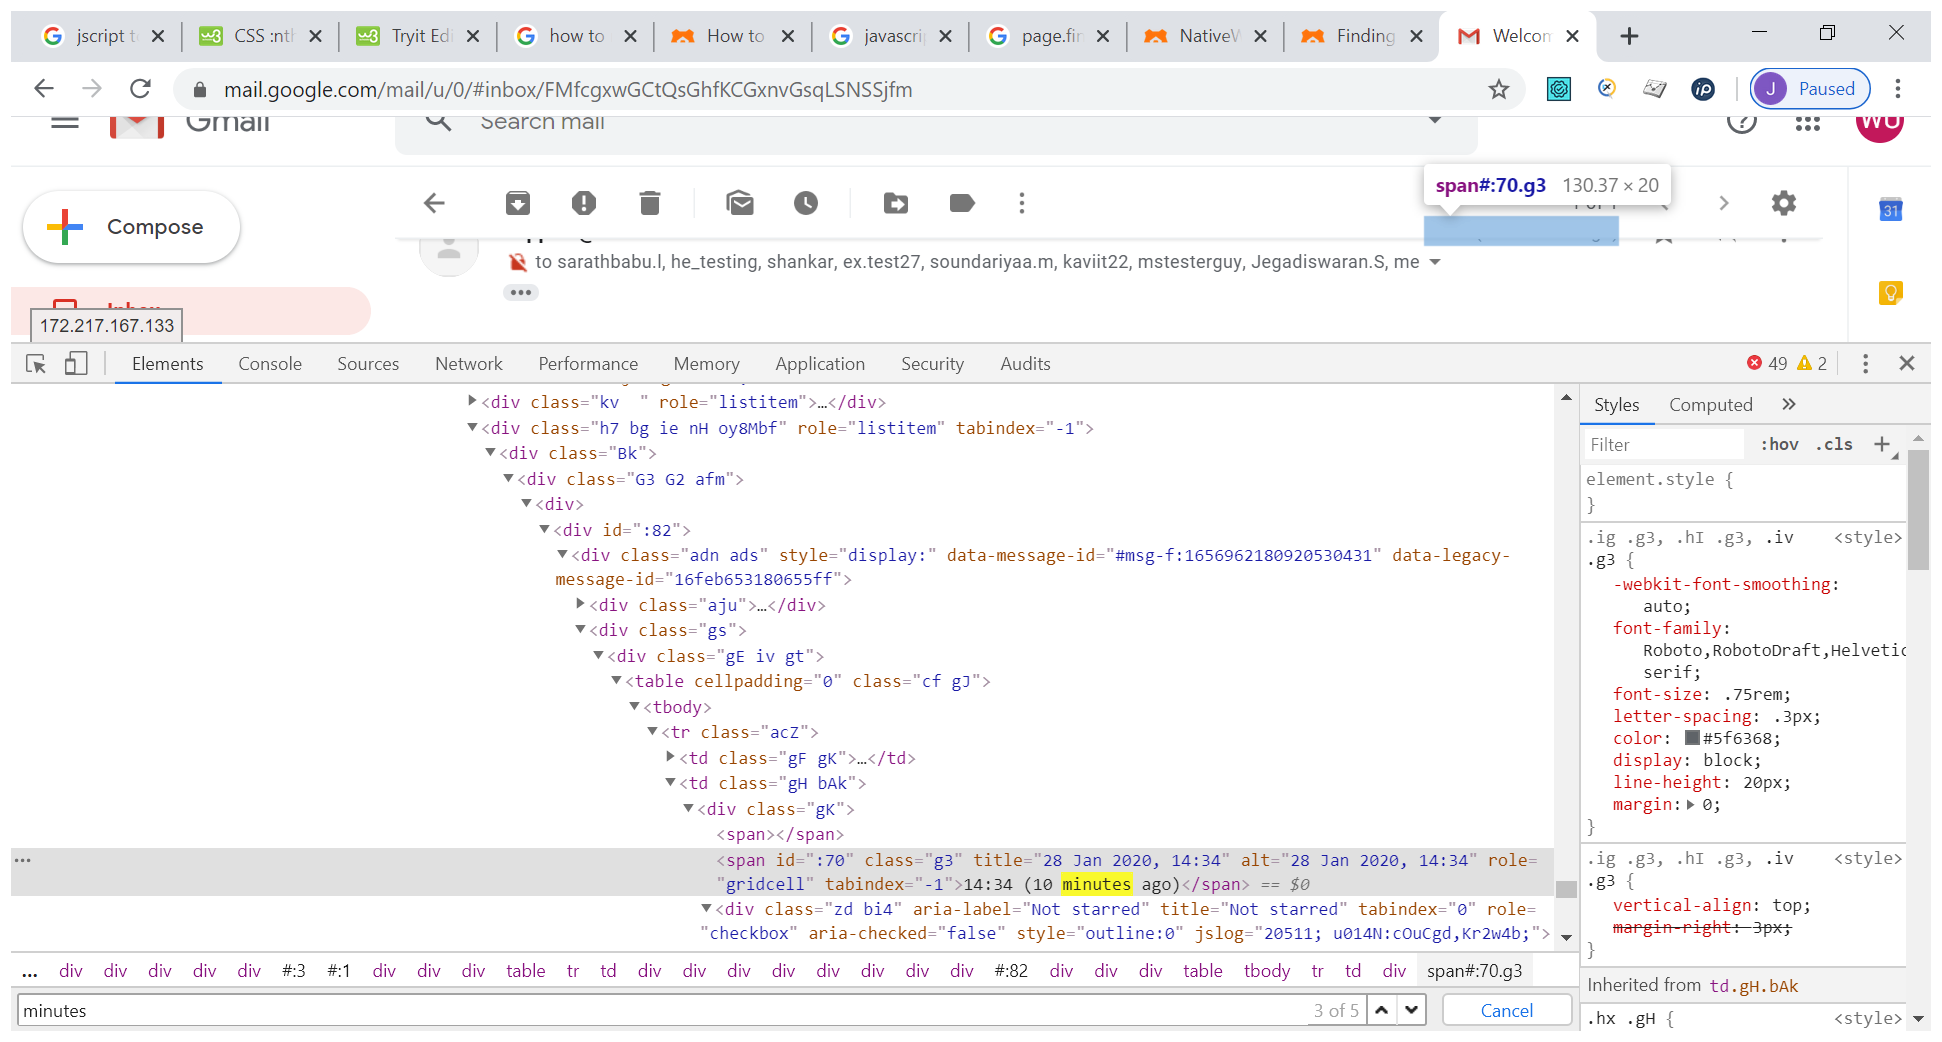 jscript t
CSS :nth
Tryit Edi
how to
How to
javascri
page.fin
NativeW
Finding
Welcom
mail.google.com/mail/u/0/#inbox/FMfcgxwGCtQsGhfKCGxnvGsqLSNSSjfm
J Paused
Gmail
Search mail
WU
span#:70.g3 130.37 × 20
Compose
31
to sarathbabu.l, he_testing, shankar, ex.test27, soundariyaa.m, kaviit22, mstesterguy, Jegadiswaran.S, me
Inbox
172.217.167.133
Elements Console Sources Network Performance Memory Application Security Audits 49 2
<div class="kv  " role="listitem">…</div>
<div class="h7 bg ie nH oy8Mbf" role="listitem" tabindex="-1">
<div class="Bk">
<div class="G3 G2 afm">
<div>
<div id=":82">
<div class="adn ads" style="display:" data-message-id="#msg-f:1656962180920530431" data-legacy-
message-id="16feb653180655ff">
<div class="aju">…</div>
<div class="gs">
<div class="gE iv gt">
<table cellpadding="0" class="cf gJ">
<tbody>
<tr class="acZ">
<td class="gF gK">…</td>
<td class="gH bAk">
<div class="gK">
<span></span>
... <span id=":70" class="g3" title="28 Jan 2020, 14:34" alt="28 Jan 2020, 14:34" role=
"gridcell" tabindex="-1">14:34 (10 minutes ago)</span> == $0
<div class="zd bi4" aria-label="Not starred" title="Not starred" tabindex="0" role=
"checkbox" aria-checked="false" style="outline:0" jslog="20511; u014N:cOuCgd,Kr2w4b;">
... div div div div div #:3 #:1 div div div table tr td div div div div div div div div #:82 div div div table tbody tr td div span#:70.g3
minutes 3 of 5 Cancel
Styles Computed »
Filter :hov .cls +
element.style {
}
.ig .g3, .hI .g3, .iv <style>
.g3 {
-webkit-font-smoothing:
auto;
font-family:
Roboto,RobotoDraft,Helvetic
serif;
font-size: .75rem;
letter-spacing: .3px;
color: #5f6368;
display: block;
line-height: 20px;
margin: 0;
}
.ig .g3, .hI .g3, .iv <style>
.g3 {
vertical-align: top;
margin-right: 3px;
}
Inherited from td.gH.bAk
.hx .gH { <style>